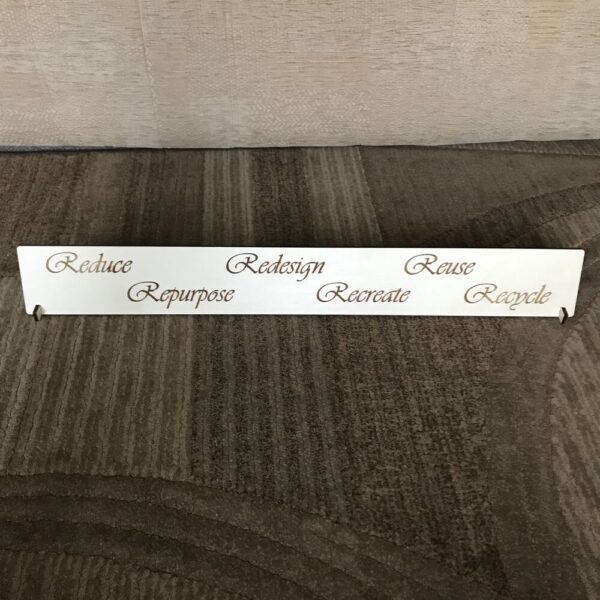 Reduce Redesign Reuse
Repurpose Recreate Recycle